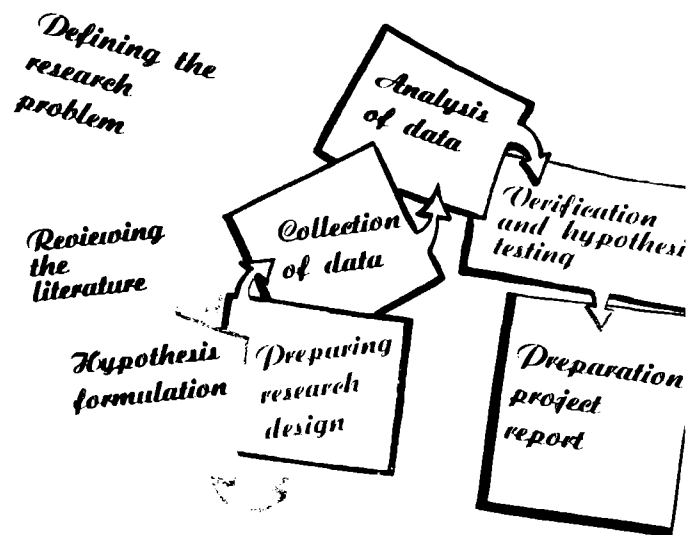 Defining the
research
problem
Reviewing
the
literature
Hypothesis
formulation
Preparing
research
design
Collection
of data
Analysis
of data
Verification
and hypothesi
testing
Preparation
project
report